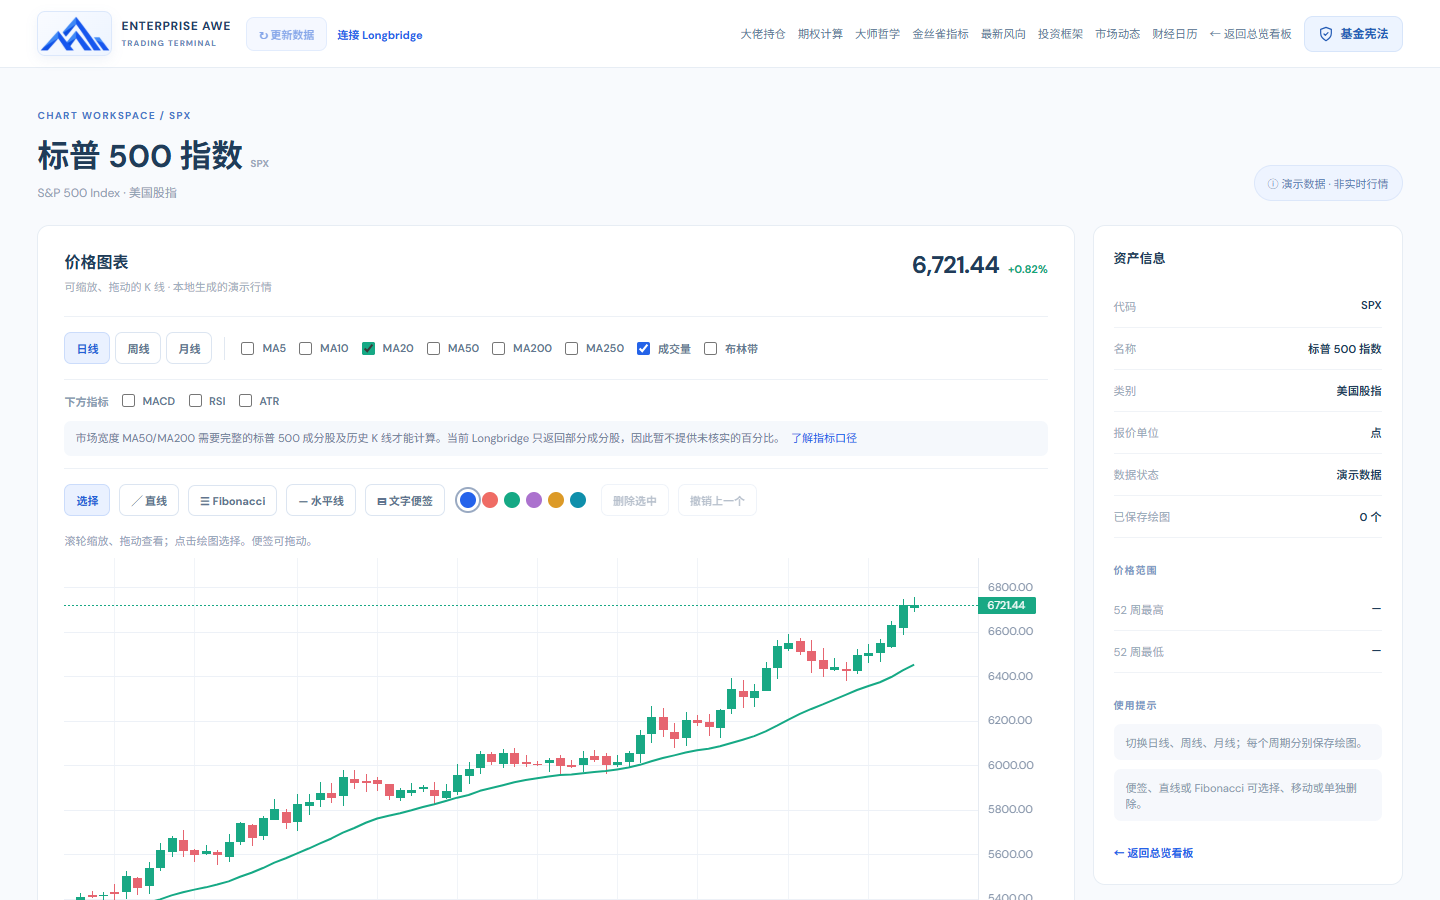 ENTERPRISE AWE
TRADING TERMINAL
↻ 更新数据
连接 Longbridge
大佬持仓 期权计算 大师哲学 金丝雀指标 最新风向 投资框架 市场动态 财经日历 ← 返回总览看板
基金宪法
CHART WORKSPACE / SPX
标普 500 指数 SPX
S&P 500 Index · 美国股指
ⓘ 演示数据 · 非实时行情
价格图表
可缩放、拖动的 K 线 · 本地生成的演示行情
6,721.44 +0.82%
日线 周线 月线 MA5 MA10 MA20 MA50 MA200 MA250 成交量 布林带
下方指标 MACD RSI ATR
市场宽度 MA50/MA200 需要完整的标普 500 成分股及历史 K 线才能计算。当前 Longbridge 只返回部分成分股，因此暂不提供未核实的百分比。 了解指标口径
选择 ╱ 直线 ☰ Fibonacci — 水平线 文字便签 删除选中 撤销上一个
滚轮缩放、拖动查看；点击绘图选择。便签可拖动。
6800.00
6721.44
6600.00
6400.00
6200.00
6000.00
5800.00
5600.00
5400.00
资产信息
代码 SPX
名称 标普 500 指数
类别 美国股指
报价单位 点
数据状态 演示数据
已保存绘图 0 个
价格范围
52 周最高 —
52 周最低 —
使用提示
切换日线、周线、月线；每个周期分别保存绘图。
便签、直线或 Fibonacci 可选择、移动或单独删
除。
← 返回总览看板